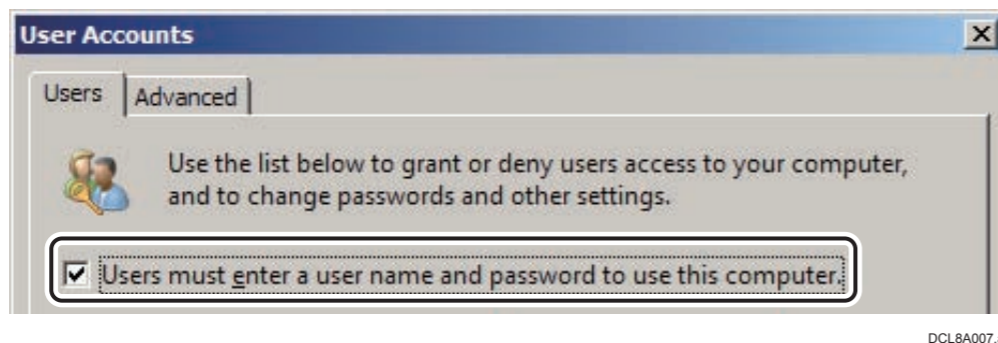 User Accounts
Users
Advanced
Use the list below to grant or deny users access to your computer,
and to change passwords and other settings.
Users must enter a user name and password to use this computer.
DCL8A007.